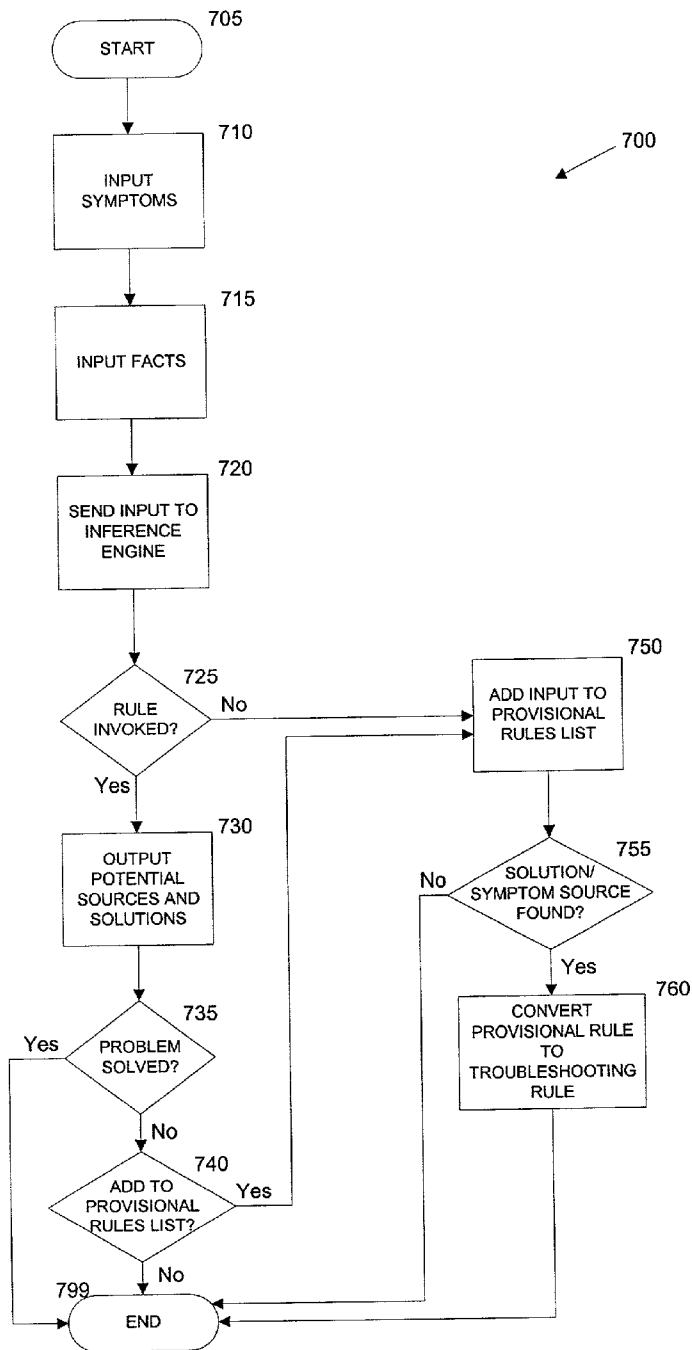 705
START
710
INPUT
SYMPTOMS
700
715
INPUT FACTS
720
SEND INPUT TO
INFERENCE
ENGINE
725
RULE
INVOKED?
No
Yes
750
ADD INPUT TO
PROVISIONAL
RULES LIST
730
OUTPUT
POTENTIAL
SOURCES AND
SOLUTIONS
755
SOLUTION/
SYMPTOM SOURCE
FOUND?
No
Yes
735
PROBLEM
SOLVED?
Yes
No
760
CONVERT
PROVISIONAL RULE
TO
TROUBLESHOOTING
RULE
740
ADD TO
PROVISIONAL
RULES LIST?
Yes
No
799
END